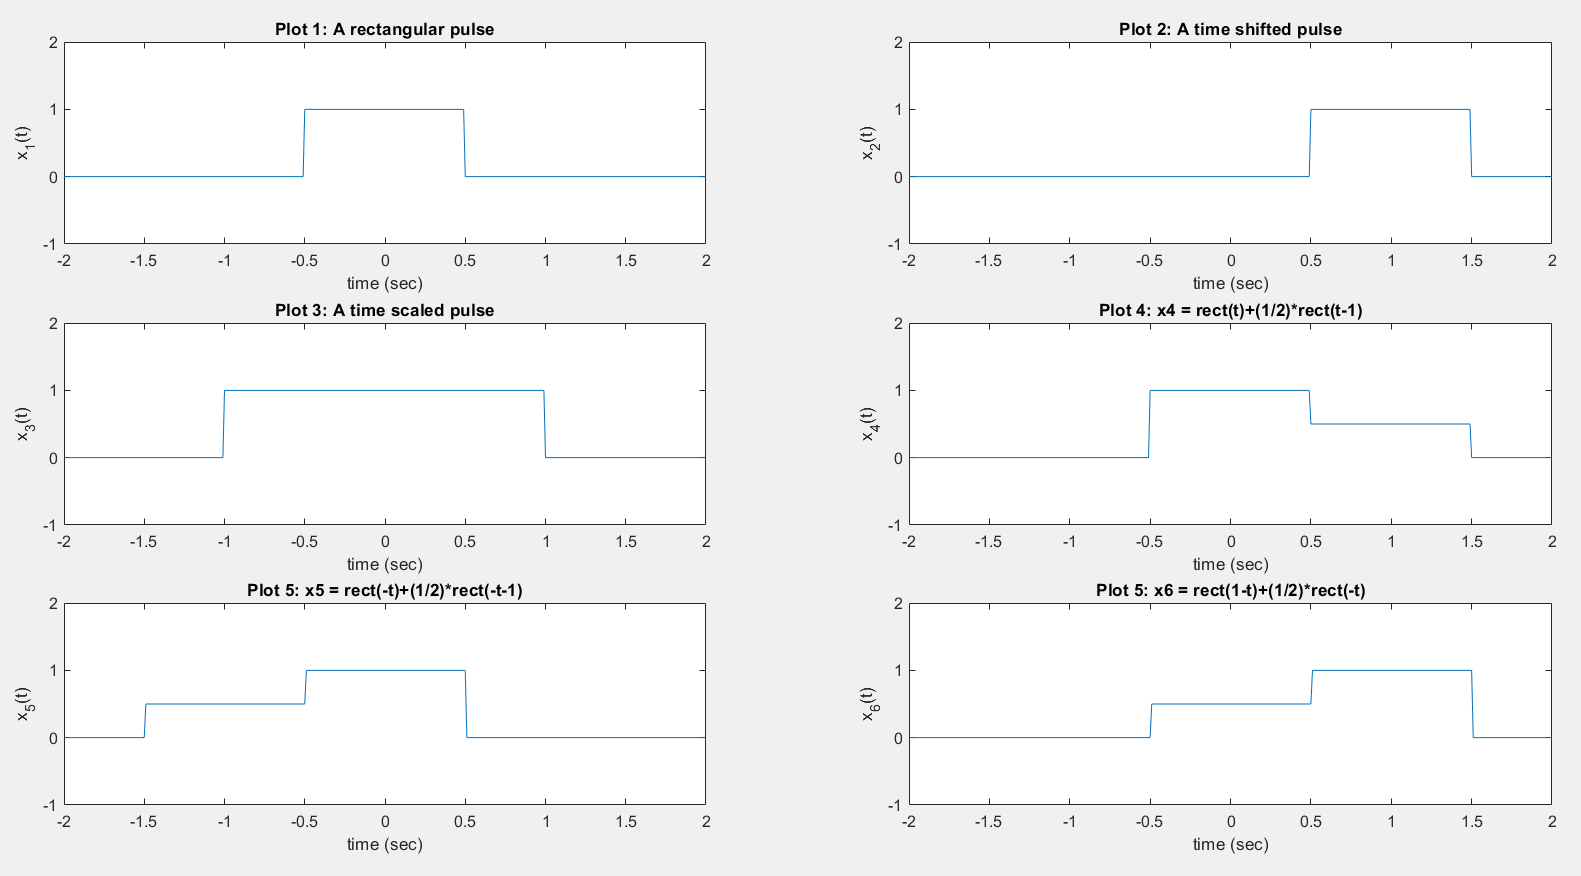 Plot 1: A rectangular pulse
2
1
0
-1
x1(t)
-2 -1.5 -1 -0.5 0 0.5 1 1.5 2
time (sec)
Plot 2: A time shifted pulse
2
1
0
-1
x2(t)
-2 -1.5 -1 -0.5 0 0.5 1 1.5 2
time (sec)
Plot 3: A time scaled pulse
2
1
0
-1
x3(t)
-2 -1.5 -1 -0.5 0 0.5 1 1.5 2
time (sec)
Plot 4: x4 = rect(t)+(1/2)*rect(t-1)
2
1
0
-1
x4(t)
-2 -1.5 -1 -0.5 0 0.5 1 1.5 2
time (sec)
Plot 5: x5 = rect(-t)+(1/2)*rect(-t-1)
2
1
0
-1
x5(t)
-2 -1.5 -1 -0.5 0 0.5 1 1.5 2
time (sec)
Plot 5: x6 = rect(1-t)+(1/2)*rect(-t)
2
1
0
-1
x6(t)
-2 -1.5 -1 -0.5 0 0.5 1 1.5 2
time (sec)